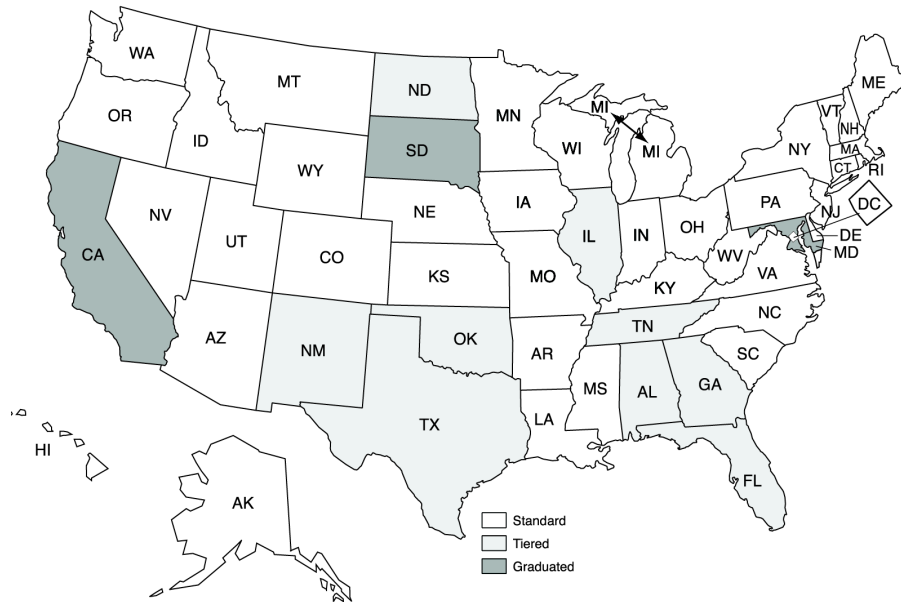 WA
OR
CA
NV
ID
MT
WY
UT
AZ
CO
NM
ND
SD
NE
KS
OK
TX
MN
IA
MO
AR
LA
WI
IL
MI
MI
IN
OH
KY
TN
MS
AL
GA
FL
SC
NC
VA
WV
PA
NY
VT
NH
ME
MA
CT
RI
NJ
DC
DE
MD
HI
AK
Standard
Tiered
Graduated